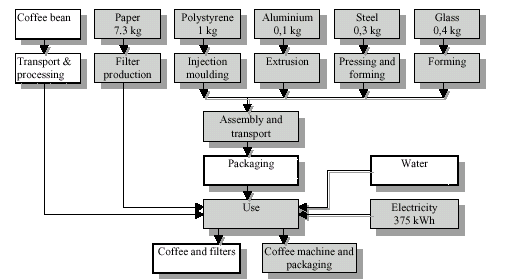 Coffee bean
Paper
7.3 kg
Polystyrene
1 kg
Aluminium
0,1 kg
Steel
0,3 kg
Glass
0,4 kg
Transport &
processing
Filter
production
Injection
moulding
Extrusion
Pressing and
forming
Forming
Assembly and
transport
Packaging
Water
Use
Electricity
375 kWh
Coffee and filters
Coffee machine and
packaging